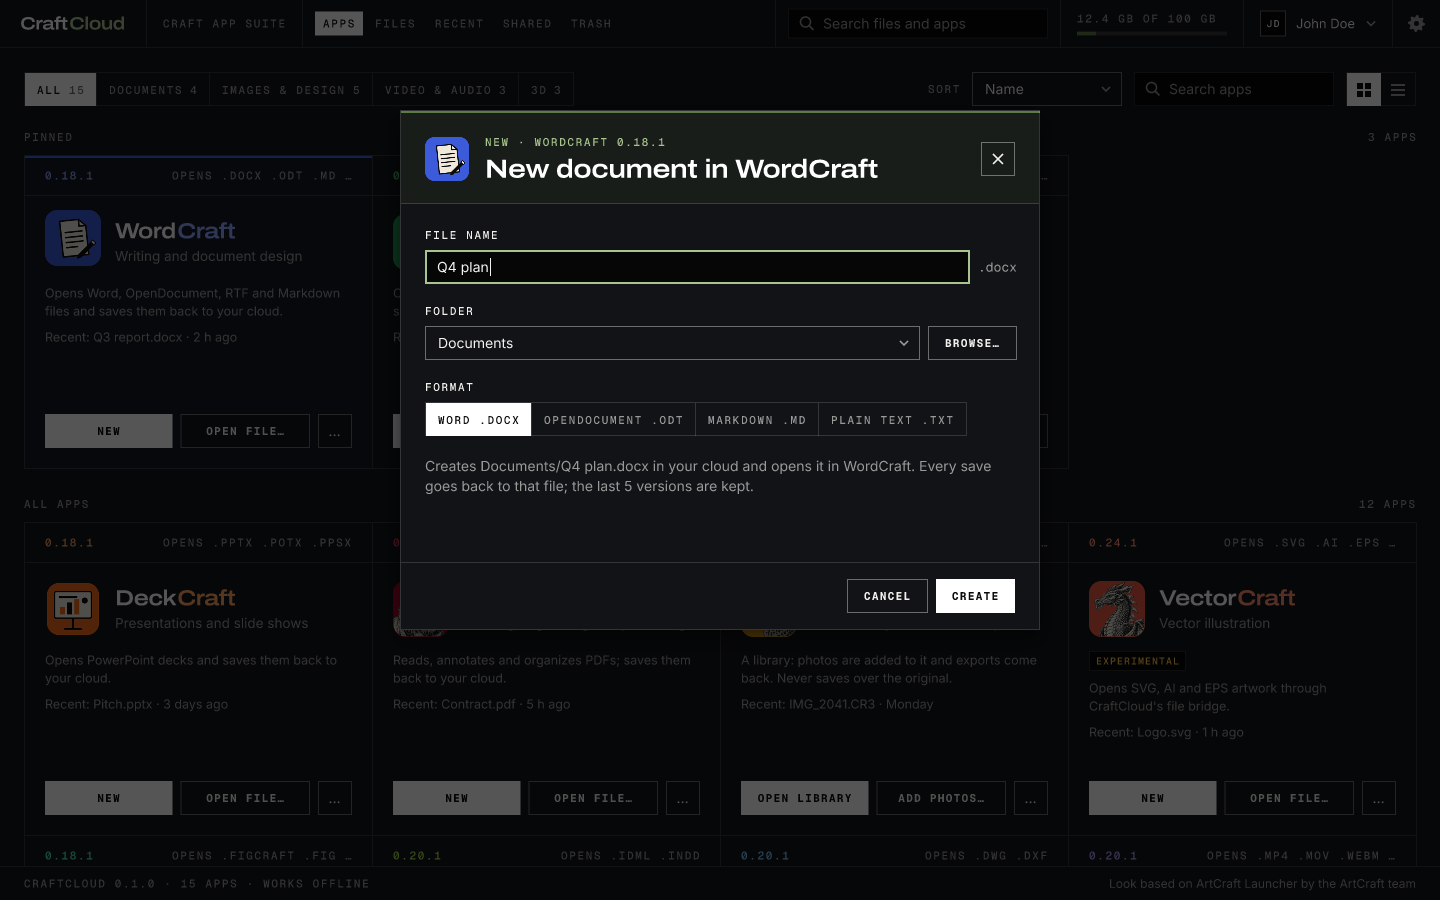 CraftCloud
CRAFT APP SUITE
APPS
FILES
RECENT
SHARED
TRASH
Search files and apps
12.4 GB OF 100 GB
JD
John Doe
ALL 15
DOCUMENTS 4
IMAGES & DESIGN 5
VIDEO & AUDIO 3
3D 3
SORT
Name
Search apps
PINNED
3 APPS
0.18.1
OPENS .DOCX .ODT .MD …
WordCraft
Writing and document design
Opens Word, OpenDocument, RTF and Markdown
files and saves them back to your cloud.
Recent: Q3 report.docx · 2 h ago
NEW
OPEN FILE…
…
NEW · WORDCRAFT 0.18.1
New document in WordCraft
FILE NAME
Q4 plan
.docx
FOLDER
Documents
BROWSE…
FORMAT
WORD .DOCX
OPENDOCUMENT .ODT
MARKDOWN .MD
PLAIN TEXT .TXT
Creates Documents/Q4 plan.docx in your cloud and opens it in WordCraft. Every save
goes back to that file; the last 5 versions are kept.
CANCEL
CREATE
ALL APPS
12 APPS
0.18.1
OPENS .PPTX .POTX .PPSX
DeckCraft
Presentations and slide shows
Opens PowerPoint decks and saves them back to
your cloud.
Recent: Pitch.pptx · 3 days ago
NEW
OPEN FILE…
…
Reads, annotates and organizes PDFs; saves them
back to your cloud.
Recent: Contract.pdf · 5 h ago
NEW
OPEN FILE…
…
A library: photos are added to it and exports come
back. Never saves over the original.
Recent: IMG_2041.CR3 · Monday
OPEN LIBRARY
ADD PHOTOS…
…
0.24.1
OPENS .SVG .AI .EPS …
VectorCraft
Vector illustration
EXPERIMENTAL
Opens SVG, AI and EPS artwork through
CraftCloud's file bridge.
Recent: Logo.svg · 1 h ago
NEW
OPEN FILE…
…
0.18.1
OPENS .FIGCRAFT .FIG …
0.20.1
OPENS .IDML .INDD
0.20.1
OPENS .DWG .DXF
0.20.1
OPENS .MP4 .MOV .WEBM …
CRAFTCLOUD 0.1.0 · 15 APPS · WORKS OFFLINE
Look based on ArtCraft Launcher by the ArtCraft team